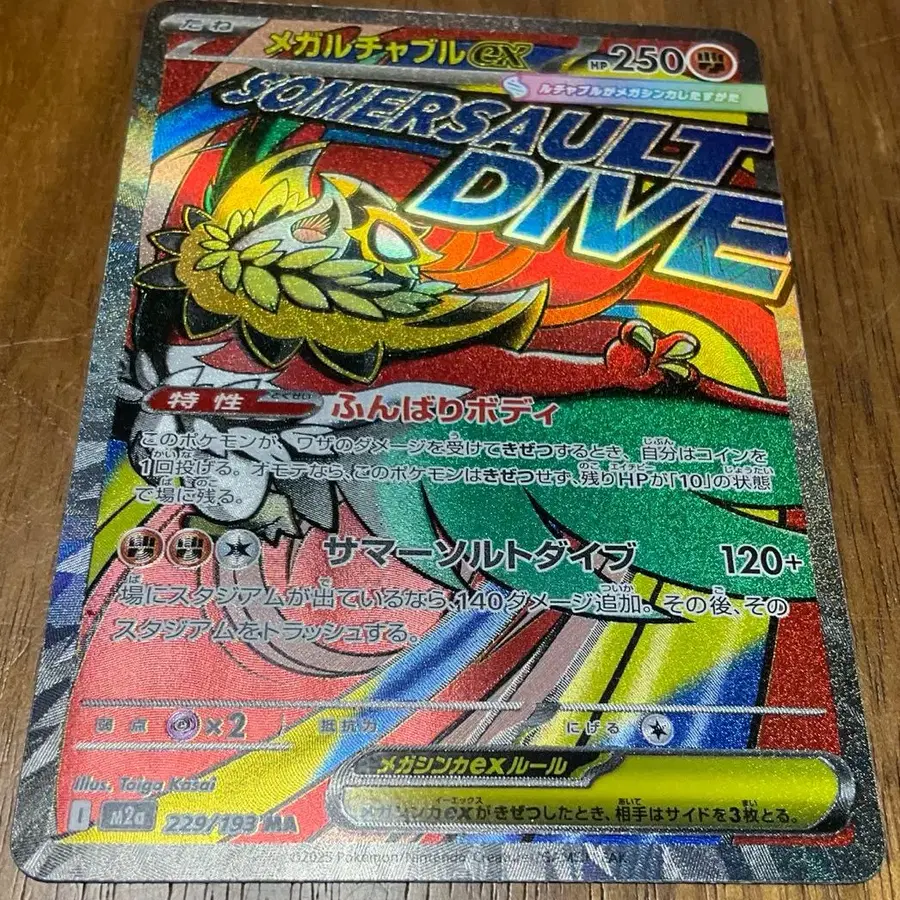 たね メガルチャブルex HP250
ルチャブルがメガシンカしたすがた
SOMERSAULT
DIVE
特性 とくせい ふんばりボディ
このポケモンが、ワザのダメージを受けてきぜつするとき、自分はコインを
1回投げる。オモテなら、このポケモンはきぜつせず、残りHPが「10」の状態
で場に残る。
サマーソルトダイブ 120+
場にスタジアムが出ているなら、140ダメージ追加。その後、その
スタジアムをトラッシュする。
弱点 ×2 抵抗力 にげる
Illus. Taiga Kasai
メガシンカexルール
メガシンカexがきぜつしたとき、相手はサイドを3枚とる。
I M2a 229/193 MA
©2025 Pokémon/Nintendo/Creatures/GAME FREAK